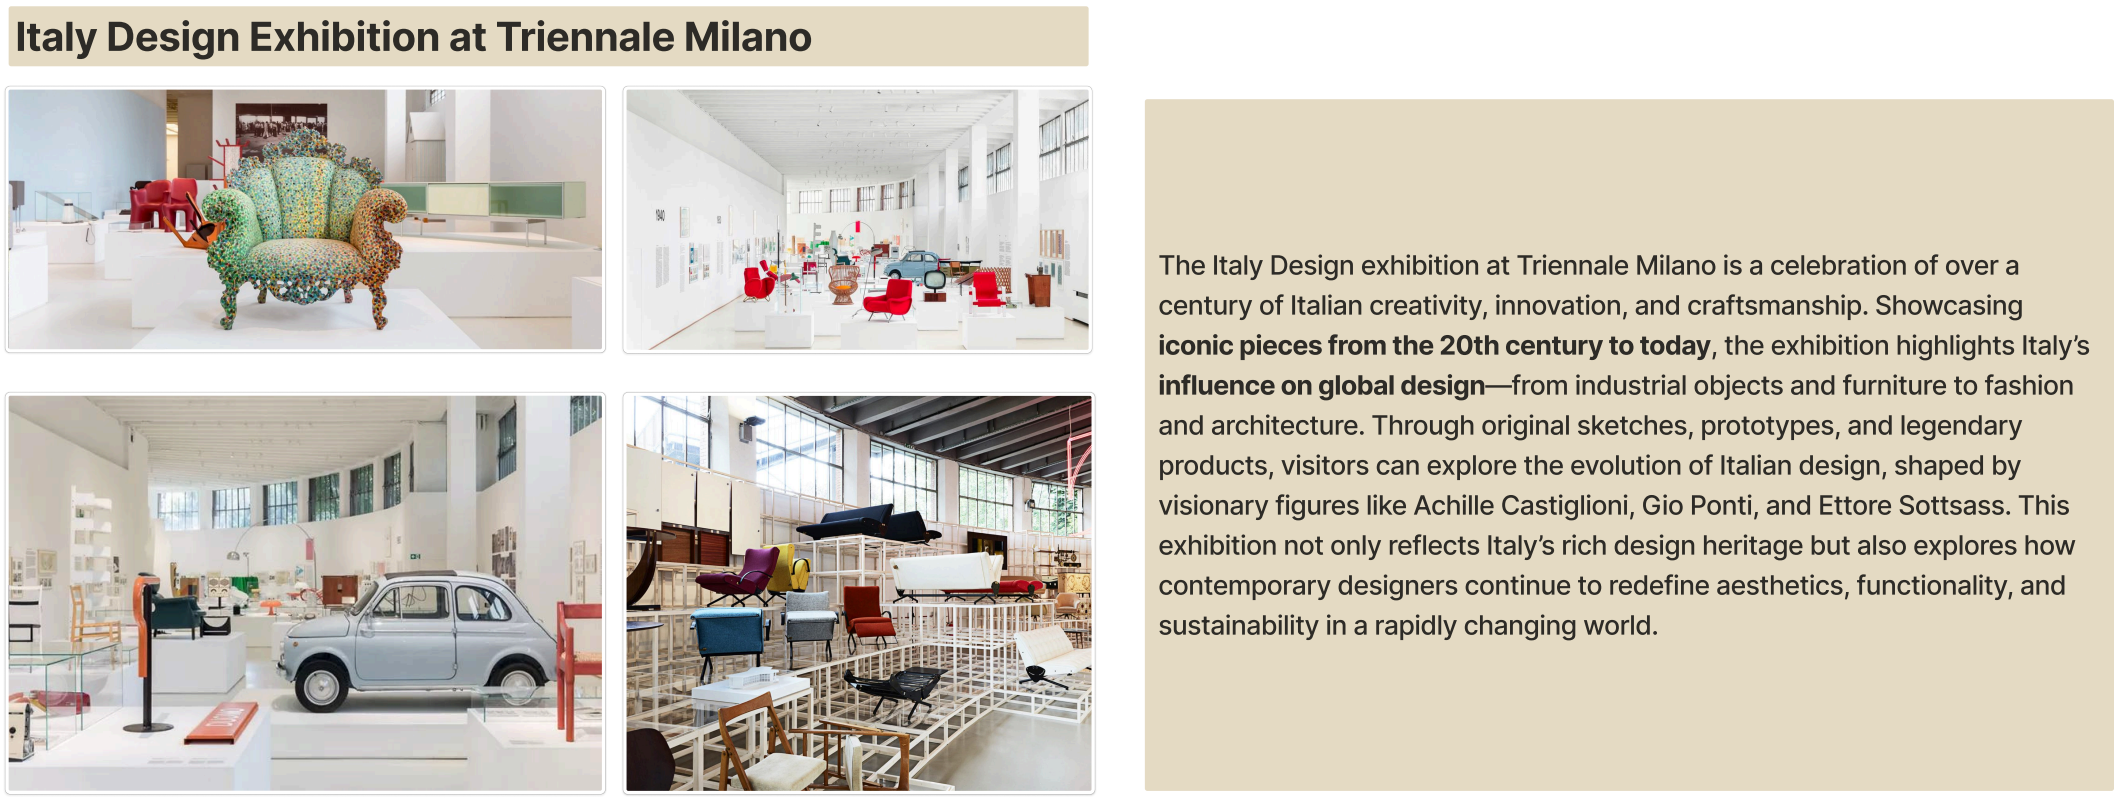 Italy Design Exhibition at Triennale Milano
1940
The Italy Design exhibition at Triennale Milano is a celebration of over a
century of Italian creativity, innovation, and craftsmanship. Showcasing
iconic pieces from the 20th century to today, the exhibition highlights Italy’s
influence on global design—from industrial objects and furniture to fashion
and architecture. Through original sketches, prototypes, and legendary
products, visitors can explore the evolution of Italian design, shaped by
visionary figures like Achille Castiglioni, Gio Ponti, and Ettore Sottsass. This
exhibition not only reflects Italy’s rich design heritage but also explores how
contemporary designers continue to redefine aesthetics, functionality, and
sustainability in a rapidly changing world.